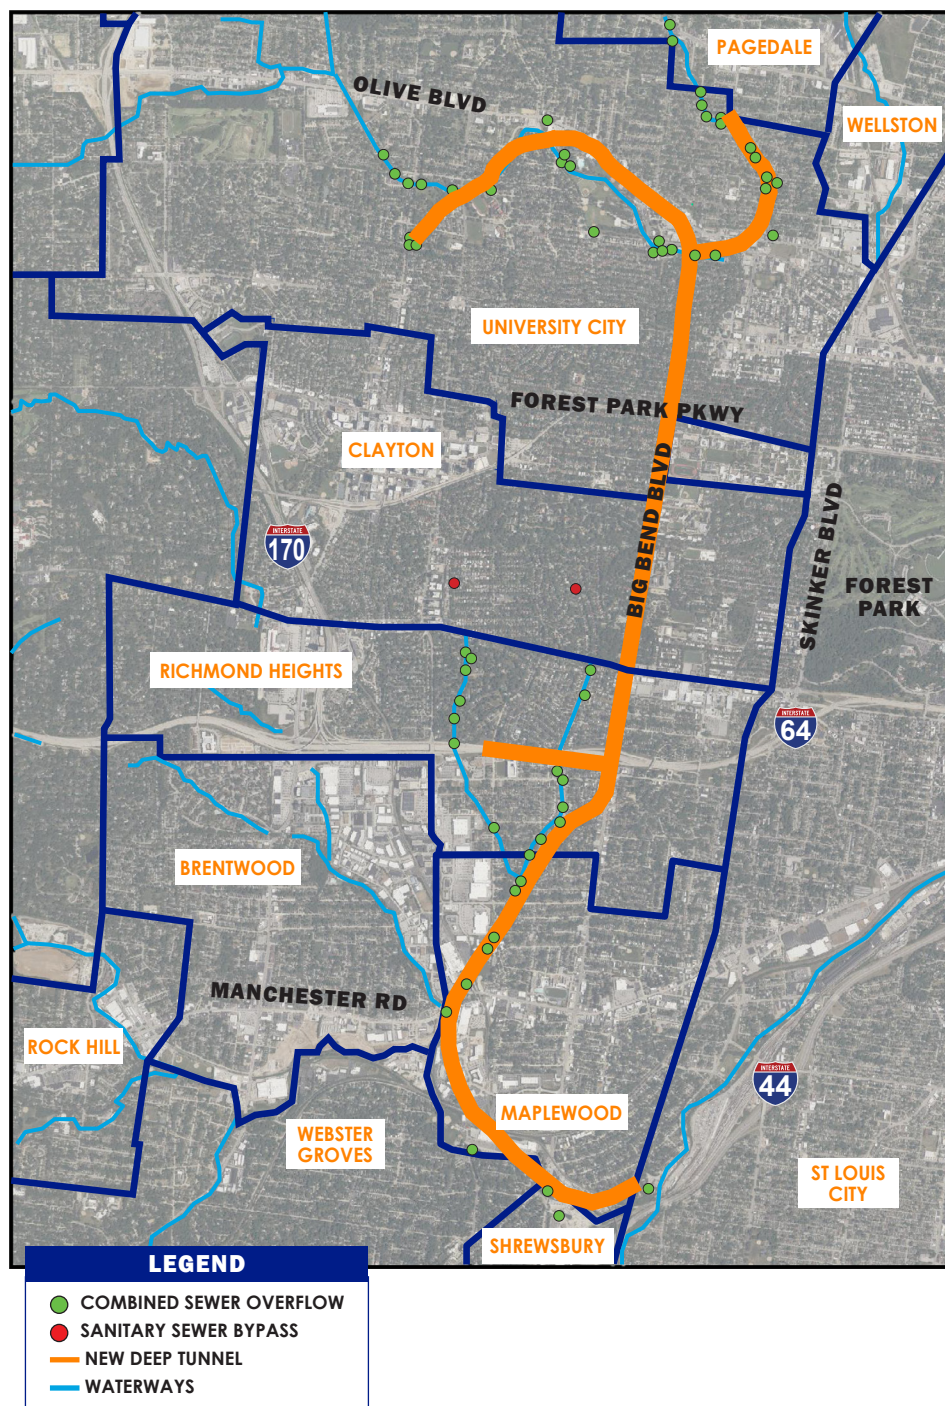 PAGEDALE
OLIVE BLVD
WELLSTON
UNIVERSITY CITY
FOREST PARK PKWY
CLAYTON
BIG BEND BLVD
SKINKER BLVD
INTERSTATE
170
FOREST
PARK
RICHMOND HEIGHTS
INTERSTATE
64
BRENTWOOD
MANCHESTER RD
ROCK HILL
INTERSTATE
44
MAPLEWOOD
WEBSTER
GROVES
ST LOUIS
CITY
SHREWSBURY
LEGEND
COMBINED SEWER OVERFLOW
SANITARY SEWER BYPASS
NEW DEEP TUNNEL
WATERWAYS